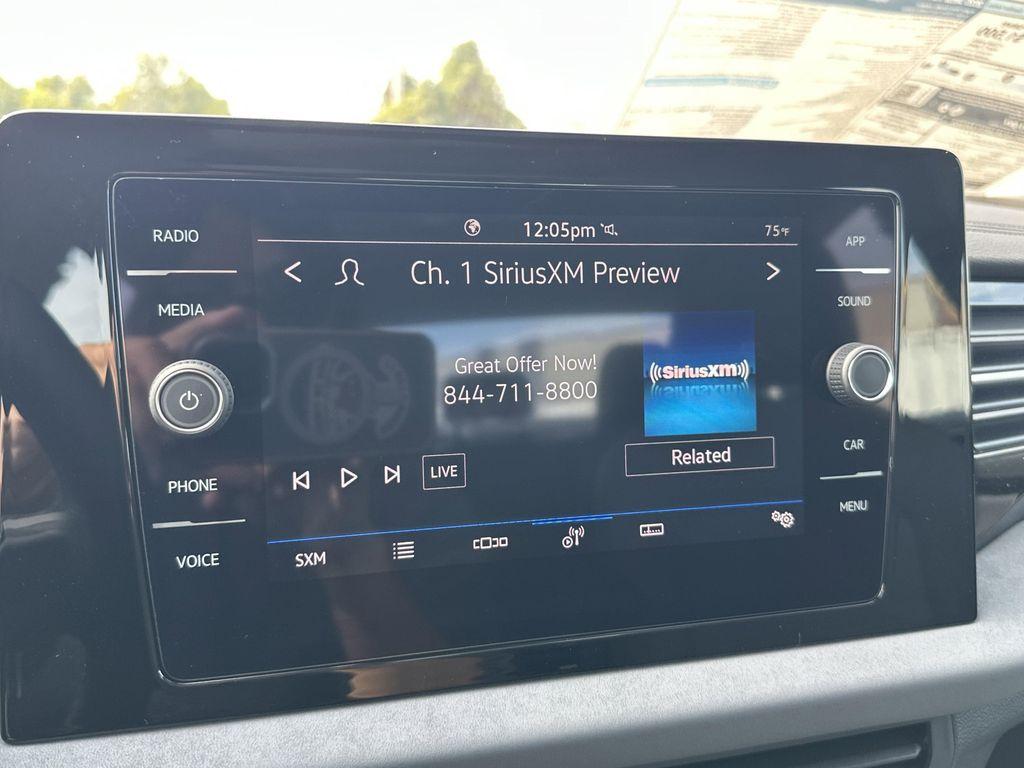 12:05pm
75°F
RADIO
APP
Ch. 1 SiriusXM Preview
MEDIA
SOUND
Great Offer Now!
844-711-8800
((SiriusXM))
Related
CAR
LIVE
PHONE
MENU
VOICE
SXM